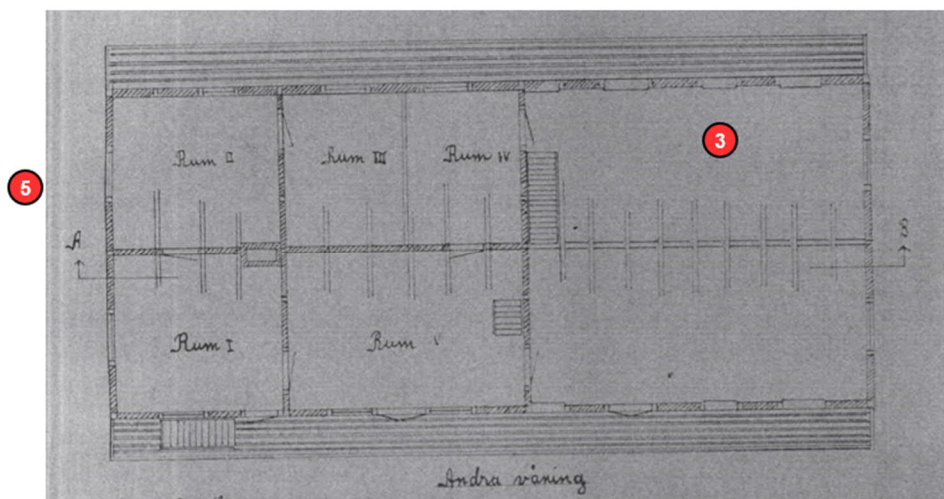 3
Rum II
Rum III
Rum IV
5
A
B
Rum I
Rum V
Andra våning